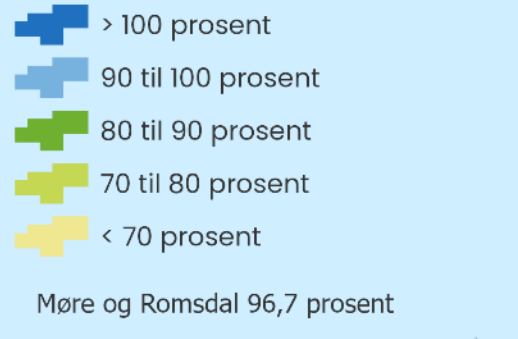 > 100 prosent
90 til 100 prosent
80 til 90 prosent
70 til 80 prosent
< 70 prosent
Møre og Romsdal 96,7 prosent